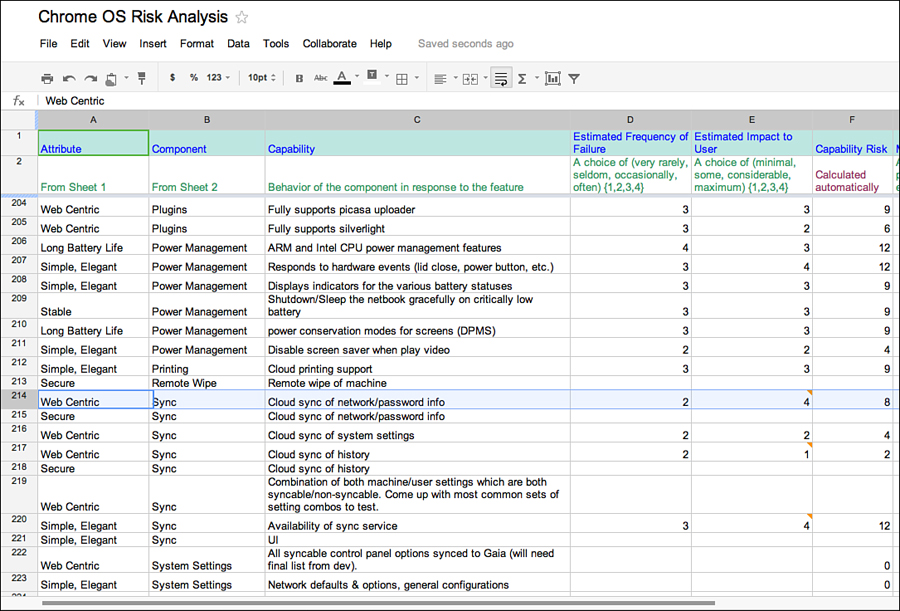 Chrome OS Risk Analysis
File Edit View Insert Format Data Tools Collaborate Help Saved seconds ago
$ % 123 10pt B Abc A T Σ
fx Web Centric
A B C D E F
1 Attribute Component Capability Estimated Frequency of Failure Estimated Impact to User Capability Risk
2 From Sheet 1 From Sheet 2 Behavior of the component in response to the feature A choice of (very rarely, seldom, occasionally, often) {1,2,3,4} A choice of (minimal, some, considerable, maximum) {1,2,3,4} Calculated automatically
204 Web Centric Plugins Fully supports picasa uploader 3 3 9
205 Web Centric Plugins Fully supports silverlight 3 2 6
206 Long Battery Life Power Management ARM and Intel CPU power management features 4 3 12
207 Simple, Elegant Power Management Responds to hardware events (lid close, power button, etc.) 3 4 12
208 Simple, Elegant Power Management Displays indicators for the various battery statuses 3 3 9
209 Stable Power Management Shutdown/Sleep the netbook gracefully on critically low battery 3 3 9
210 Long Battery Life Power Management power conservation modes for screens (DPMS) 3 3 9
211 Simple, Elegant Power Management Disable screen saver when play video 2 2 4
212 Simple, Elegant Printing Cloud printing support 3 3 9
213 Secure Remote Wipe Remote wipe of machine
214 Web Centric Sync Cloud sync of network/password info 2 4 8
215 Secure Sync Cloud sync of network/password info
216 Web Centric Sync Cloud sync of system settings 2 2 4
217 Web Centric Sync Cloud sync of history 2 1 2
218 Secure Sync Cloud sync of history
219 Web Centric Sync Combination of both machine/user settings which are both syncable/non-syncable. Come up with most common sets of setting combos to test.
220 Simple, Elegant Sync Availability of sync service 3 4 12
221 Simple, Elegant Sync UI
222 Web Centric System Settings All syncable control panel options synced to Gaia (will need final list from dev). 0
223 Simple, Elegant System Settings Network defaults & options, general configurations 0